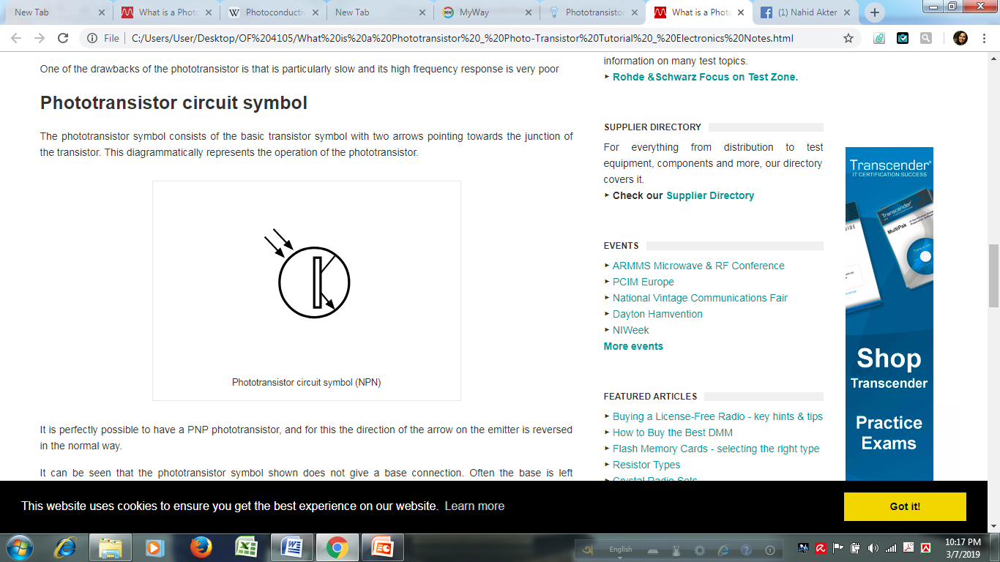 New Tab
What is a Photot
Photoconducti
New Tab
MyWay
Phototransistor
What is a Phot
(1) Nahid Akter
File
C:/Users/User/Desktop/OF%204105/What%20is%20a%20Phototransistor%20_%20Photo-Transistor%20Tutorial%20_%20Electronics%20Notes.html
One of the drawbacks of the phototransistor is that is particularly slow and its high frequency response is very poor
Phototransistor circuit symbol
The phototransistor symbol consists of the basic transistor symbol with two arrows pointing towards the junction of
the transistor. This diagrammatically represents the operation of the phototransistor.
Phototransistor circuit symbol (NPN)
It is perfectly possible to have a PNP phototransistor, and for this the direction of the arrow on the emitter is reversed
in the normal way.
It can be seen that the phototransistor symbol shown does not give a base connection. Often the base is left
information on many test topics.
Rohde &Schwarz Focus on Test Zone.
SUPPLIER DIRECTORY
For everything from distribution to test
equipment, components and more, our directory
covers it.
Check our Supplier Directory
EVENTS
ARMMS Microwave & RF Conference
PCIM Europe
National Vintage Communications Fair
Dayton Hamvention
NIWeek
More events
FEATURED ARTICLES
Buying a License-Free Radio - key hints & tips
How to Buy the Best DMM
Flash Memory Cards - selecting the right type
Resistor Types
Crystal Radio Sets
Transcender
IT CERTIFICATION SUCCESS
Transcender
MultiPak
Shop
Transcender
Practice
Exams
This website uses cookies to ensure you get the best experience on our website. Learn more
Got it!
English
10:17 PM
3/7/2019